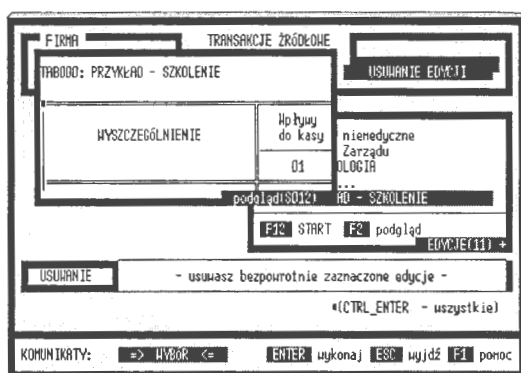 FIRMA TRANSAKCJE ŹRÓDŁOWE
TABOGO: PRZYKŁAD - SZKOLENIE
USUWANIE EDYCJI
WYSZCZEGÓLNIENIE
Wpływy
do kasy
01
niemedyczne
Zarządu
OLOGIA
...
podgląd(S012) AD - SZKOLENIE
F12 START F2 podgląd
EDYCJE(11) +
USUWANIE - usuwasz bezpowrotnie zaznaczone edycje -
*(CTRL_ENTER - wszystkie)
KOMUNIKATY: => WYBÓR <= ENTER wykonaj ESC wyjdź F1 pomoc